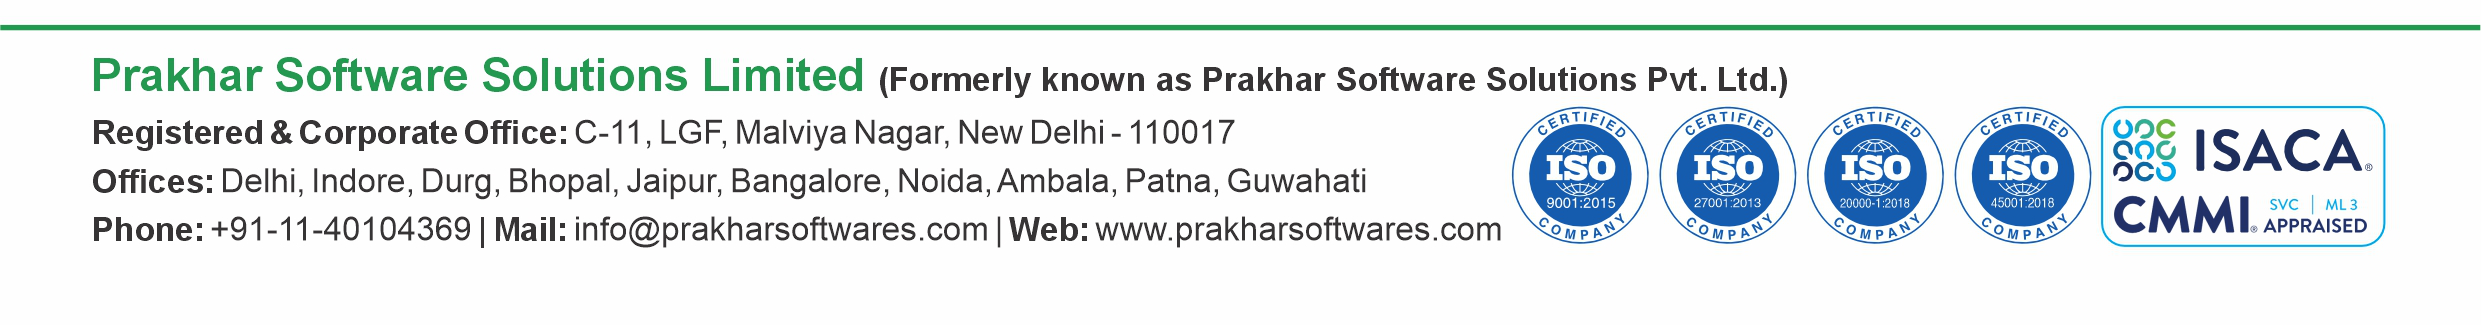 Prakhar Software Solutions Limited (Formerly known as Prakhar Software Solutions Pvt. Ltd.)
Registered & Corporate Office: C-11, LGF, Malviya Nagar, New Delhi - 110017
Offices: Delhi, Indore, Durg, Bhopal, Jaipur, Bangalore, Noida, Ambala, Patna, Guwahati
Phone: +91-11-40104369 | Mail: info@prakharsoftwares.com | Web: www.prakharsoftwares.com
CERTIFIED
ISO
9001:2015
COMPANY
CERTIFIED
ISO
27001:2013
COMPANY
CERTIFIED
ISO
20000-1:2018
COMPANY
CERTIFIED
ISO
45001:2018
COMPANY
ISACA®
CMMI® SVC | ML 3
APPRAISED